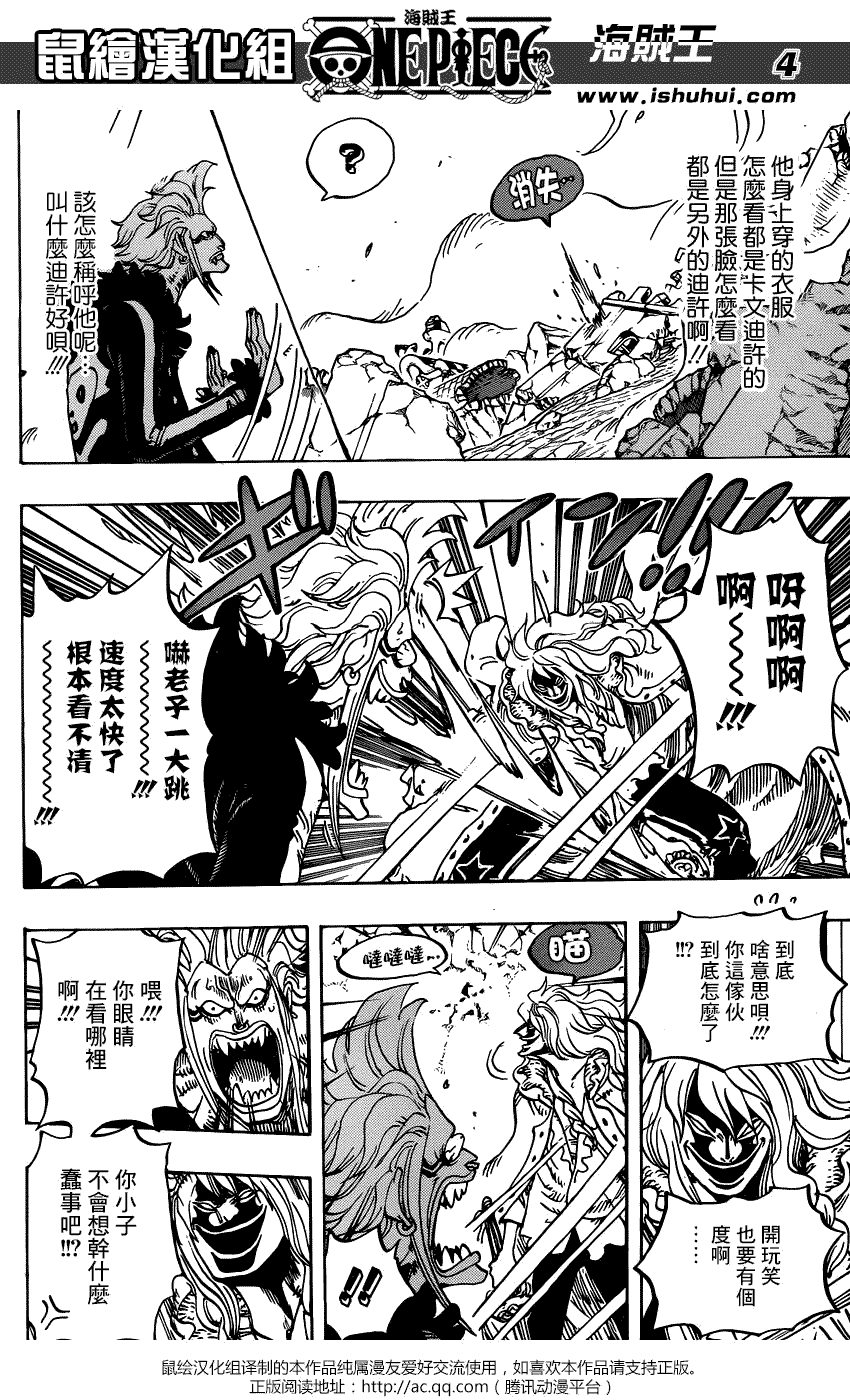 鼠繪漢化組
海賊王
ONE PIECE
海賊王
www.ishuhui.com
4
他身上穿的衣服
怎麼看都是卡文迪許的
但是那張臉怎麼看
都是另外的迪許啊!!
消失…
?
該怎麼稱呼他呢…
叫什麼迪許好唄!!!
呀啊啊
啊~~~!!!
ギィンッ!!
嚇老子一大跳
~~~~!!!
速度太快了
根本看不清
~~~~!!!
到底
啥意思唄!!!
你這傢伙
到底怎麼了
!!?
開玩笑
也要有個
度啊
……
瞄
噠噠噠…
!!
喂!!!
你眼睛
在看哪裡
啊!!!
你小子
不會想幹什麼
蠢事吧!!?
鼠绘汉化组译制的本作品纯属漫友爱好交流使用，如喜欢本作品请支持正版。
正版阅读地址：http://ac.qq.com（腾讯动漫平台）